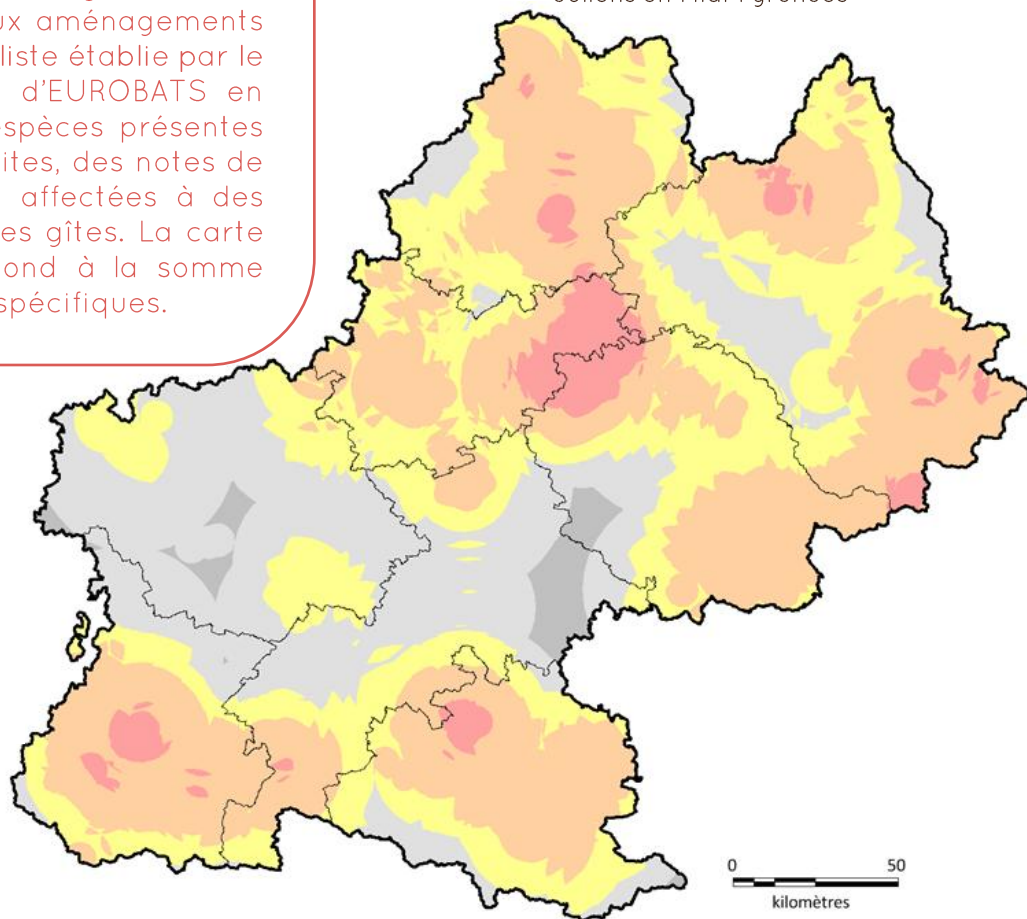 ux aménagements
liste établie par le
d'EUROBATS en
espèces présentes
ites, des notes de
affectées à des
es gîtes. La carte
ond à la somme
spécifiques.
0 50
kilomètres